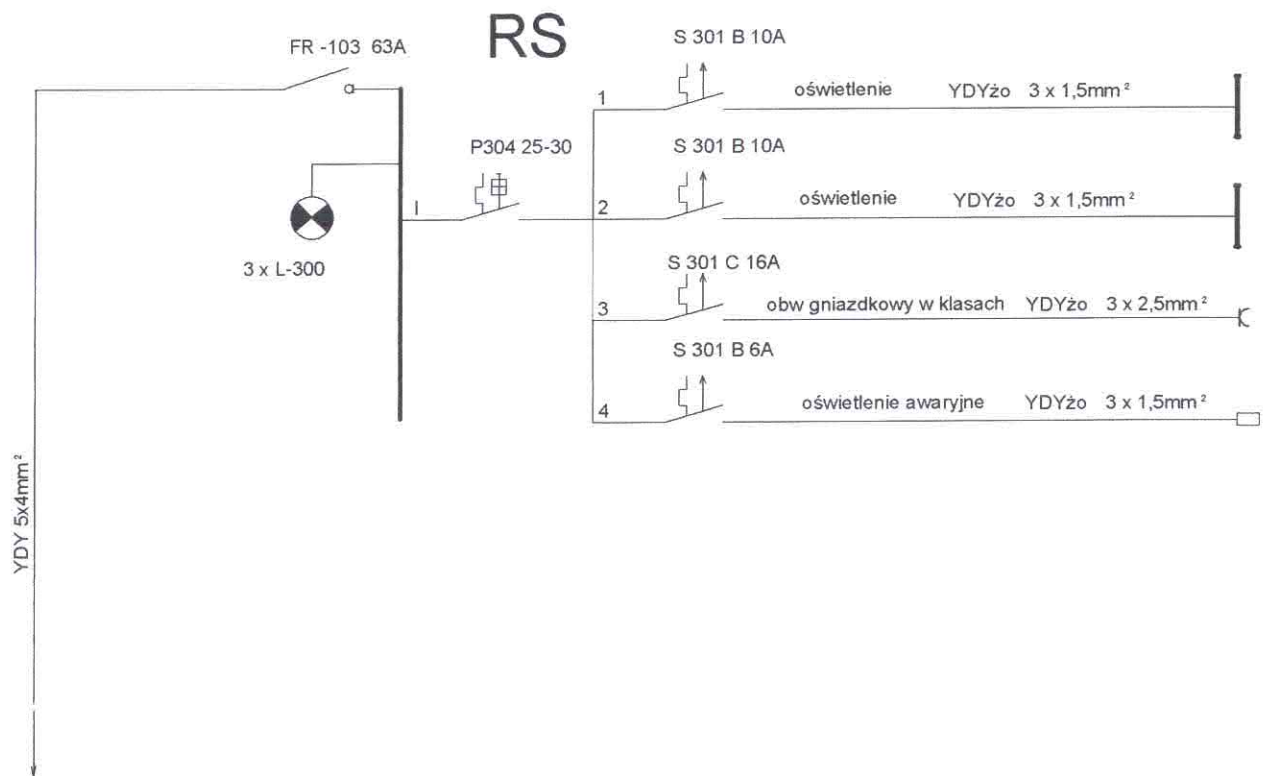 RS
FR -103 63A
S 301 B 10A
1
oświetlenie YDYżo 3 x 1,5mm²
P304 25-30
S 301 B 10A
I
2
oświetlenie YDYżo 3 x 1,5mm²
3 x L-300
S 301 C 16A
3
obw gniazdkowy w klasach YDYżo 3 x 2,5mm²
S 301 B 6A
4
oświetlenie awaryjne YDYżo 3 x 1,5mm²
YDY 5x4mm²